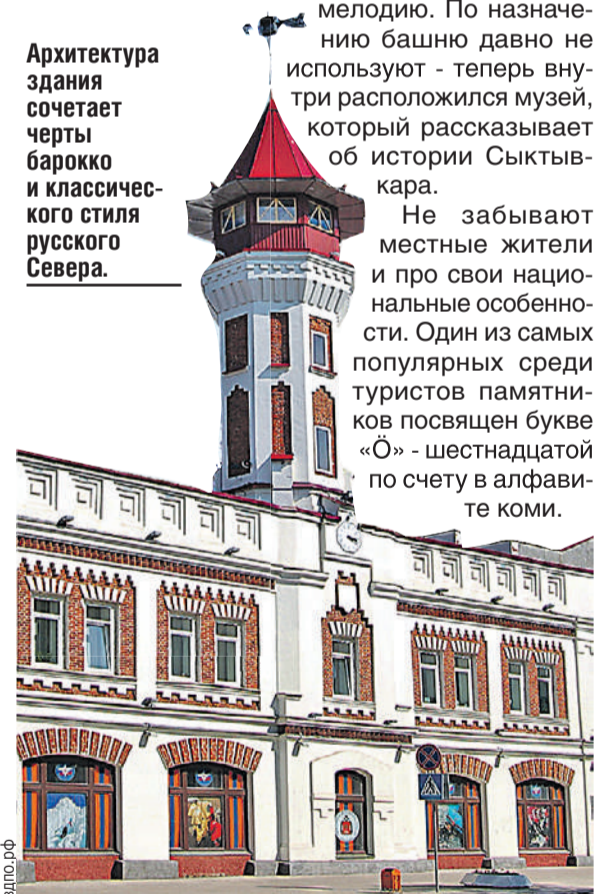 Архитектура
здания
сочетает
черты
барокко
и классичес-
кого стиля
русского
Севера.
мелодию. По назначе-
нию башню давно не
используют - теперь вну-
три расположился музей,
который рассказывает
об истории Сыктыв-
кара.
Не забывают
местные жители
и про свои нацио-
нальные особенно-
сти. Один из самых
популярных среди
туристов памятни-
ков посвящен букве
«Ӧ» - шестнадцатой
по счету в алфави-
те коми.
вдпо.рф